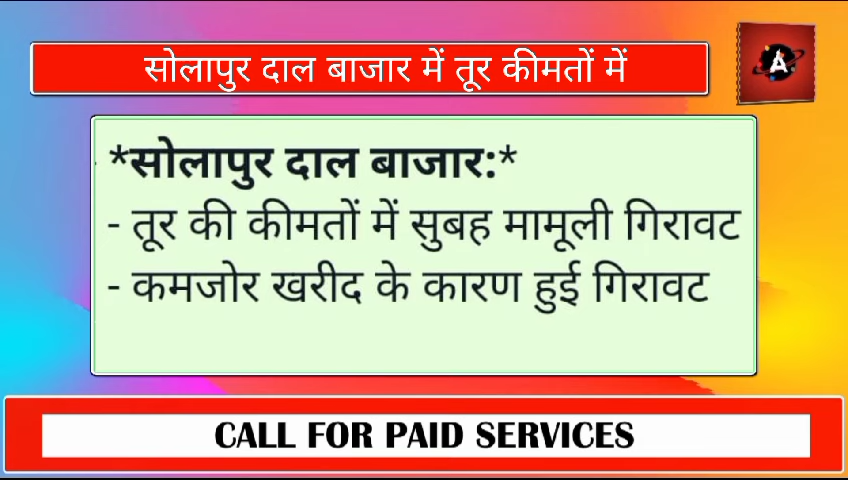 सोलापुर दाल बाजार में तूर कीमतों में
A
*सोलापुर दाल बाजार:*
- तूर की कीमतों में सुबह मामूली गिरावट
- कमजोर खरीद के कारण हुई गिरावट
CALL FOR PAID SERVICES